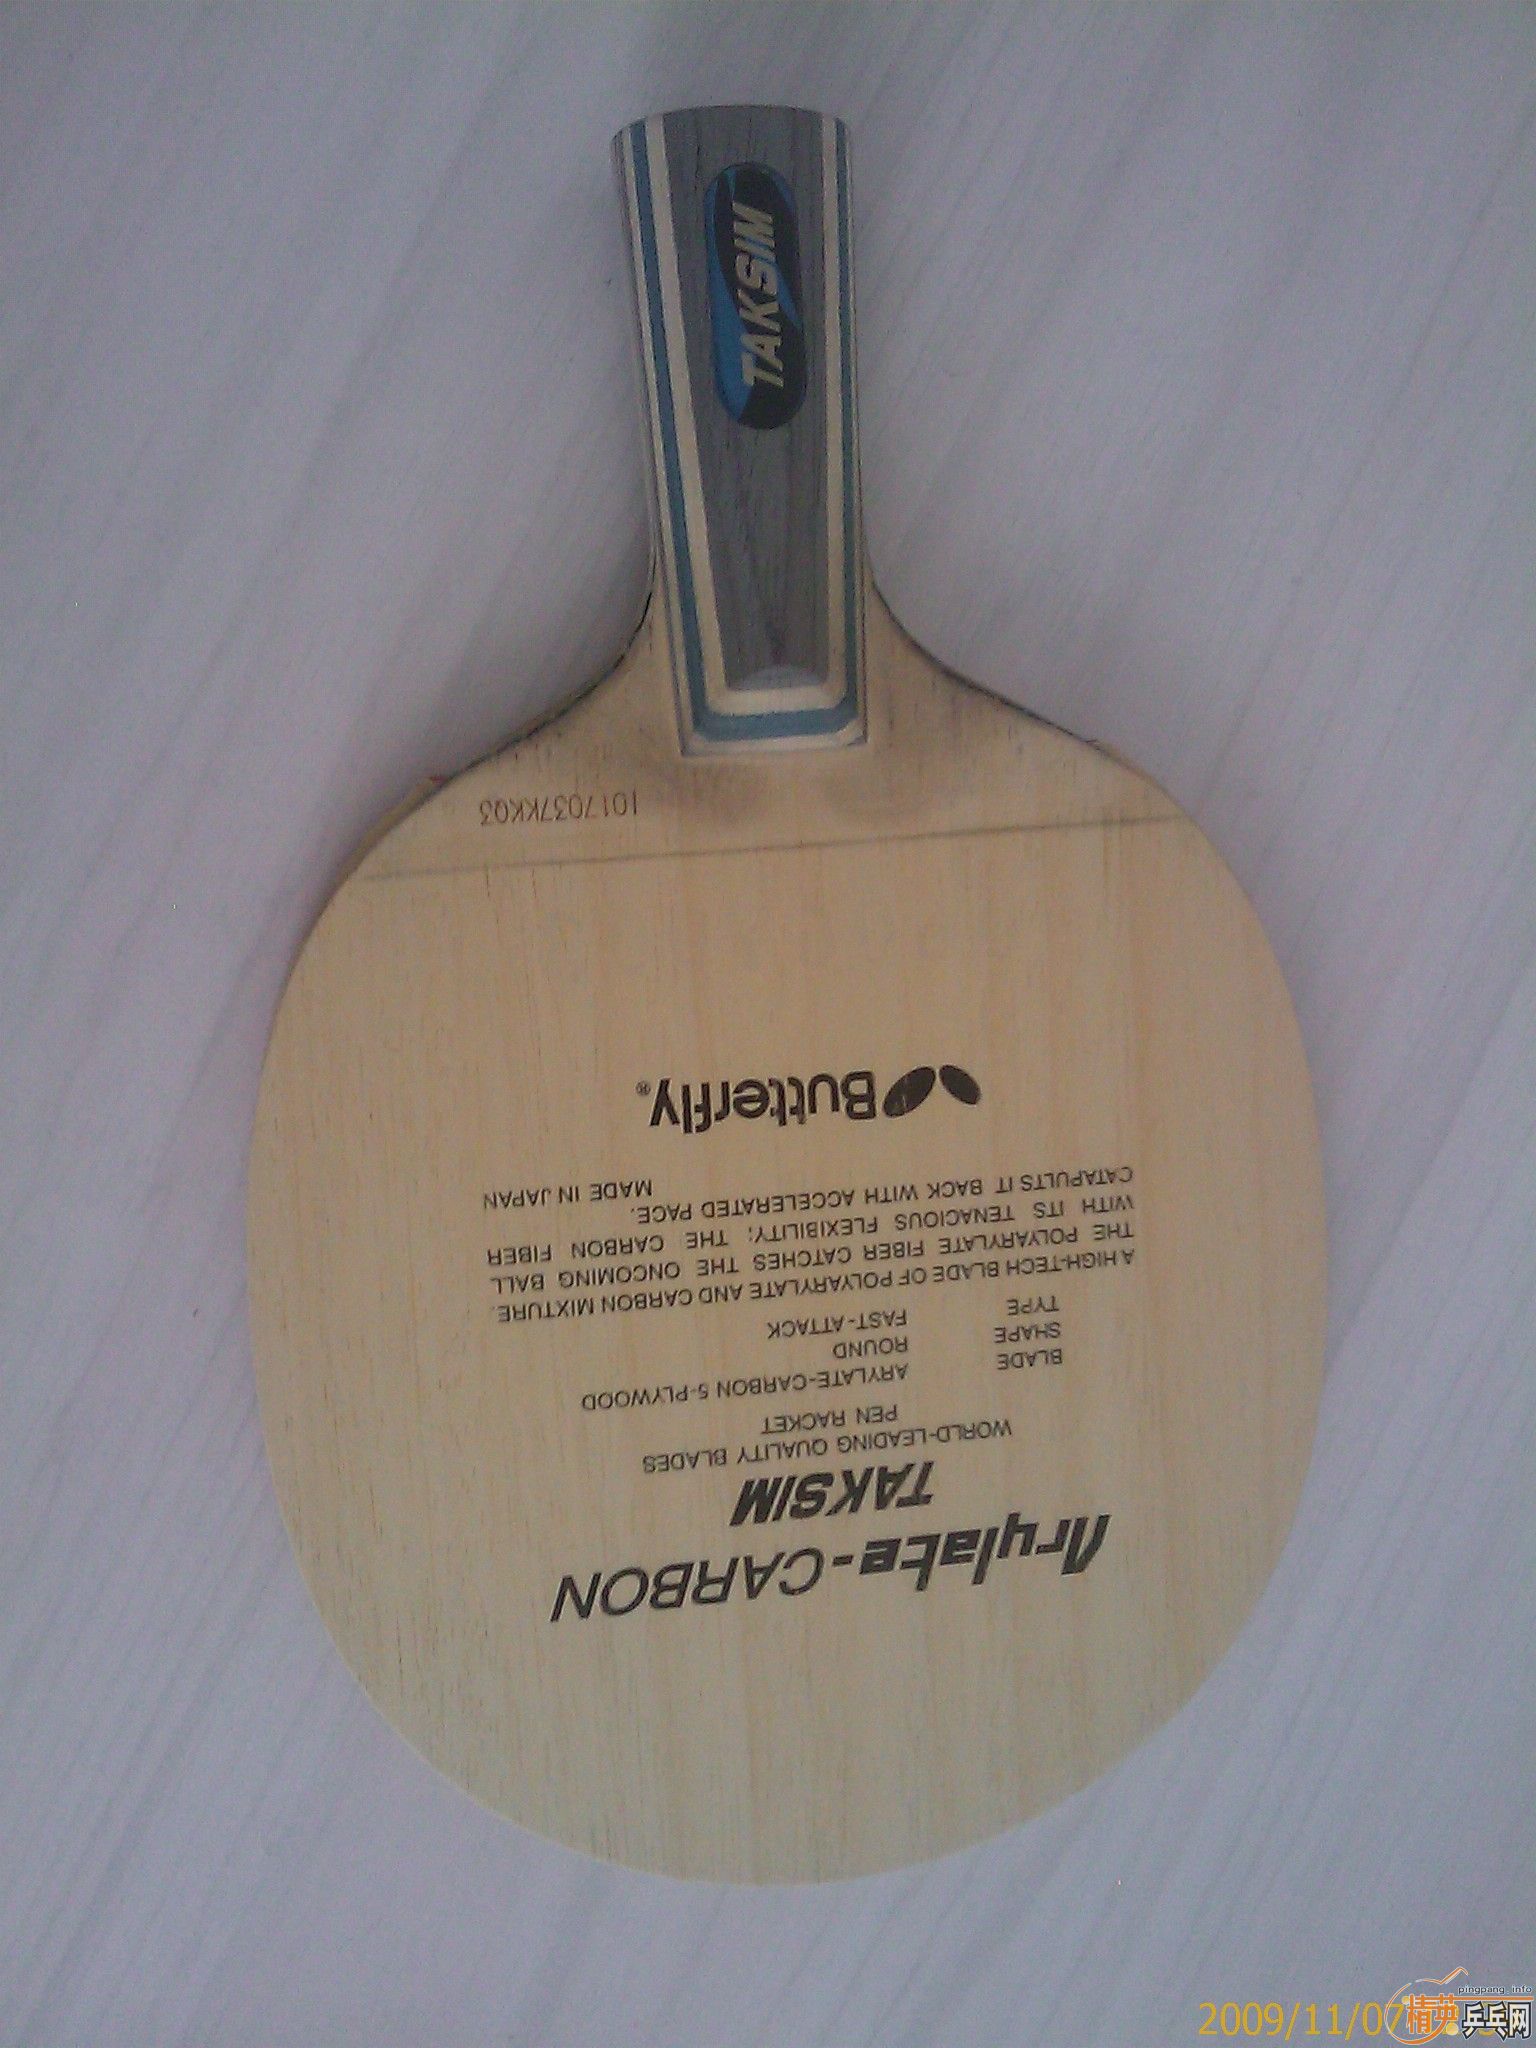 Arylate-CARBON
TAKSIM
WORLD-LEADING QUALITY BLADES
PEN RACKET
BLADE ARYLATE-CARBON 5-PLYWOOD
SHAPE ROUND
TYPE FAST-ATTACK
A HIGH-TECH BLADE OF POLYARYLATE AND CARBON MIXTURE.
THE POLYARYLATE FIBER CATCHES THE ONCOMING BALL
WITH ITS TENACIOUS FLEXIBILITY; THE CARBON FIBER
CATAPULTS IT BACK WITH ACCELERATED PACE.
MADE IN JAPAN
Butterfly®
1017037KK03
TAKSIM
2009/11/07
pingpang.info
精英乒乓网